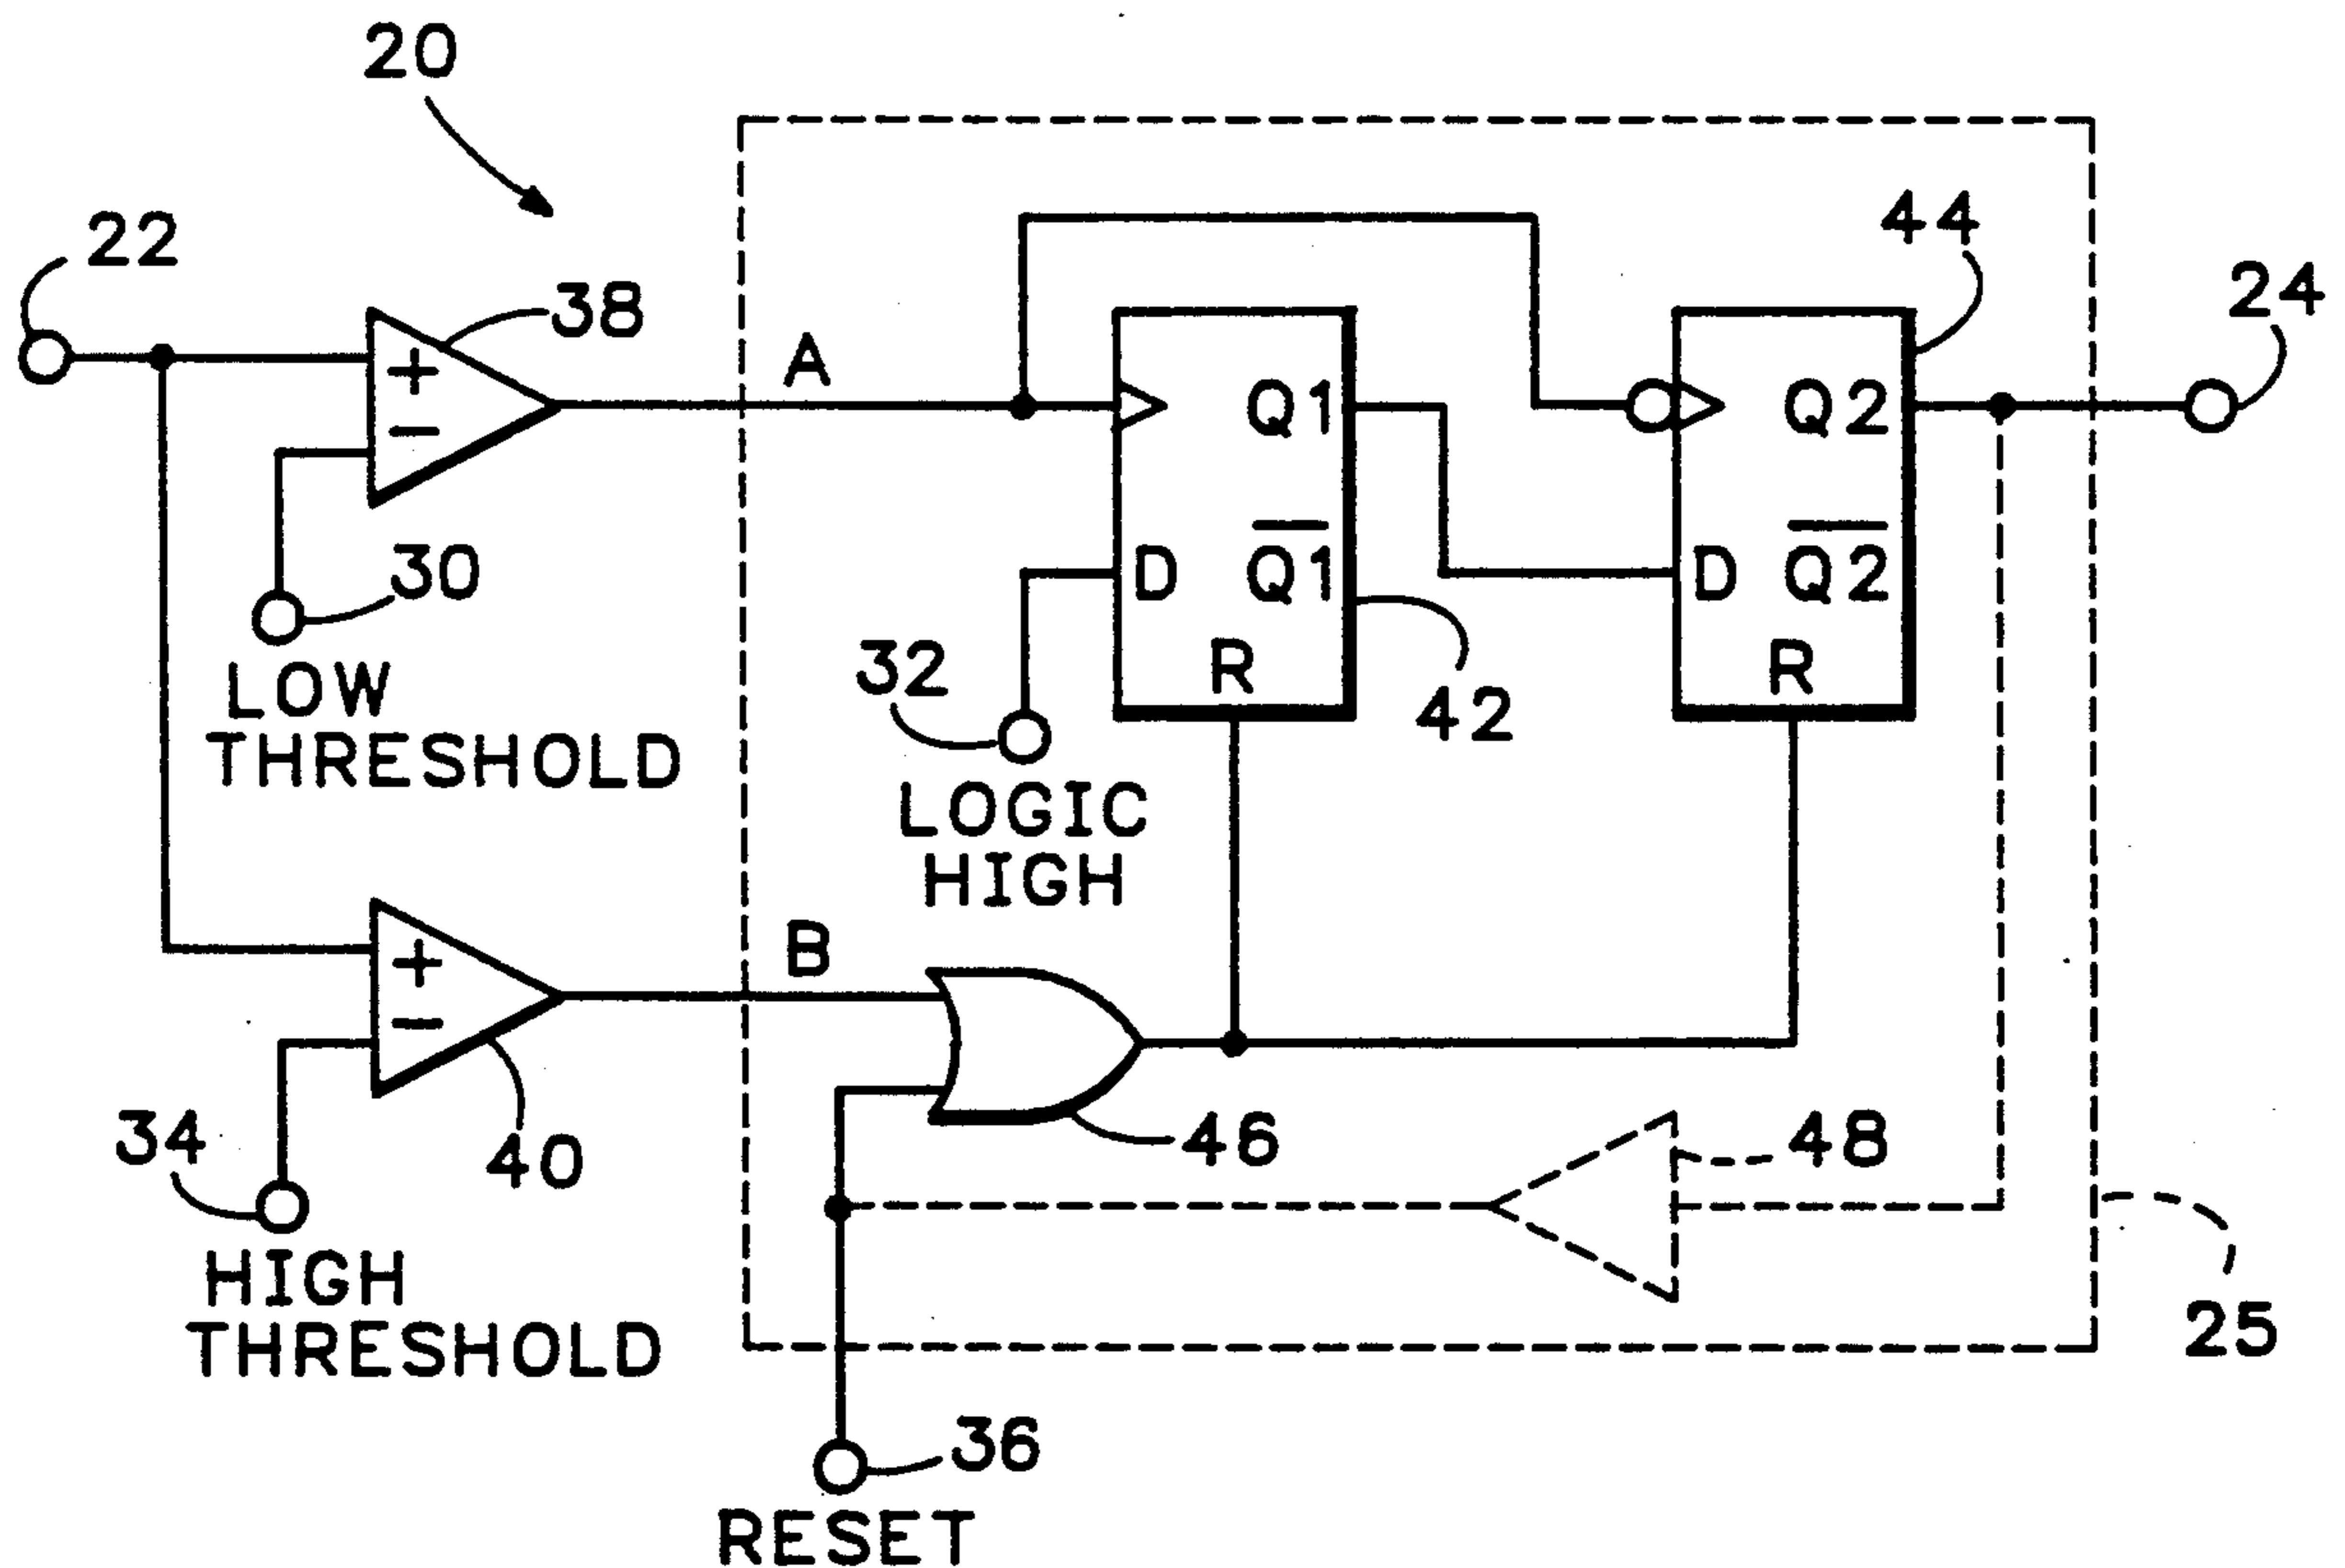 20
22
38
44
24
A
+
−
Q1
Q2
30
D
Q1
D
Q2
LOW
THRESHOLD
32
R
R
42
LOGIC
HIGH
B
+
−
34
40
46
48
HIGH
THRESHOLD
25
36
RESET